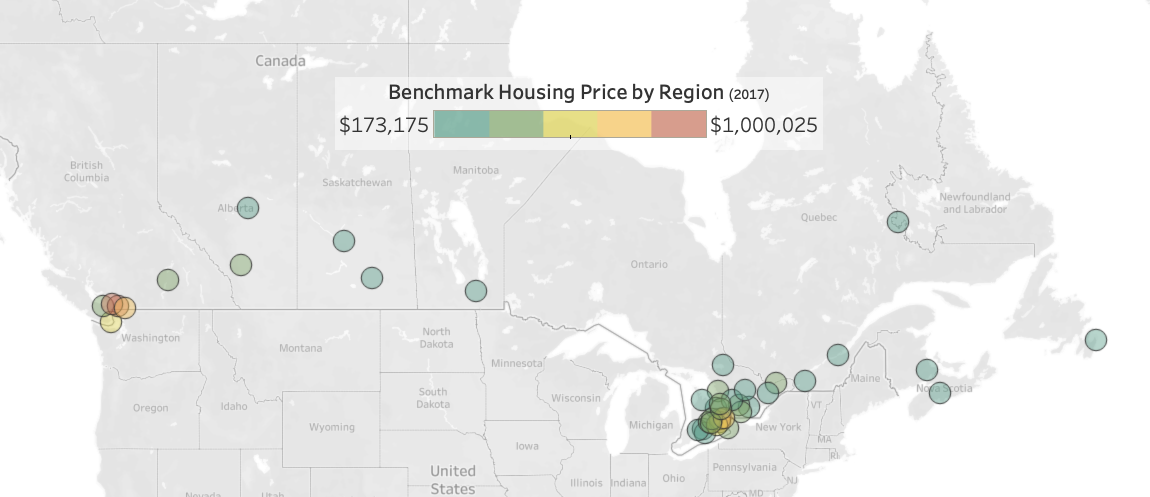 Canada
Benchmark Housing Price by Region (2017)
$173,175 $1,000,025
British
Columbia
Alberta
Saskatchewan
Manitoba
Ontario
Quebec
Newfoundland
and Labrador
Nova Scotia
Washington
Montana
North
Dakota
Minnesota
South
Dakota
Wisconsin
Michigan
Maine
VT
New York
MA
RI
Oregon
Idaho
Wyoming
Iowa
Nevada
Utah
United
States
Illinois
Indiana
Ohio
Pennsylvania
NJ
MD